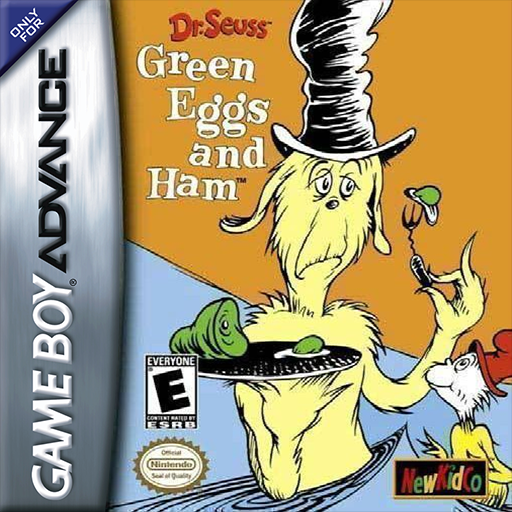 ONLY
FOR
GAME BOY ADVANCE
Dr. Seuss™
Green
Eggs
and
Ham™
EVERYONE
E
CONTENT RATED BY
ESRB
Official
Nintendo
Seal of Quality
NewKidCo